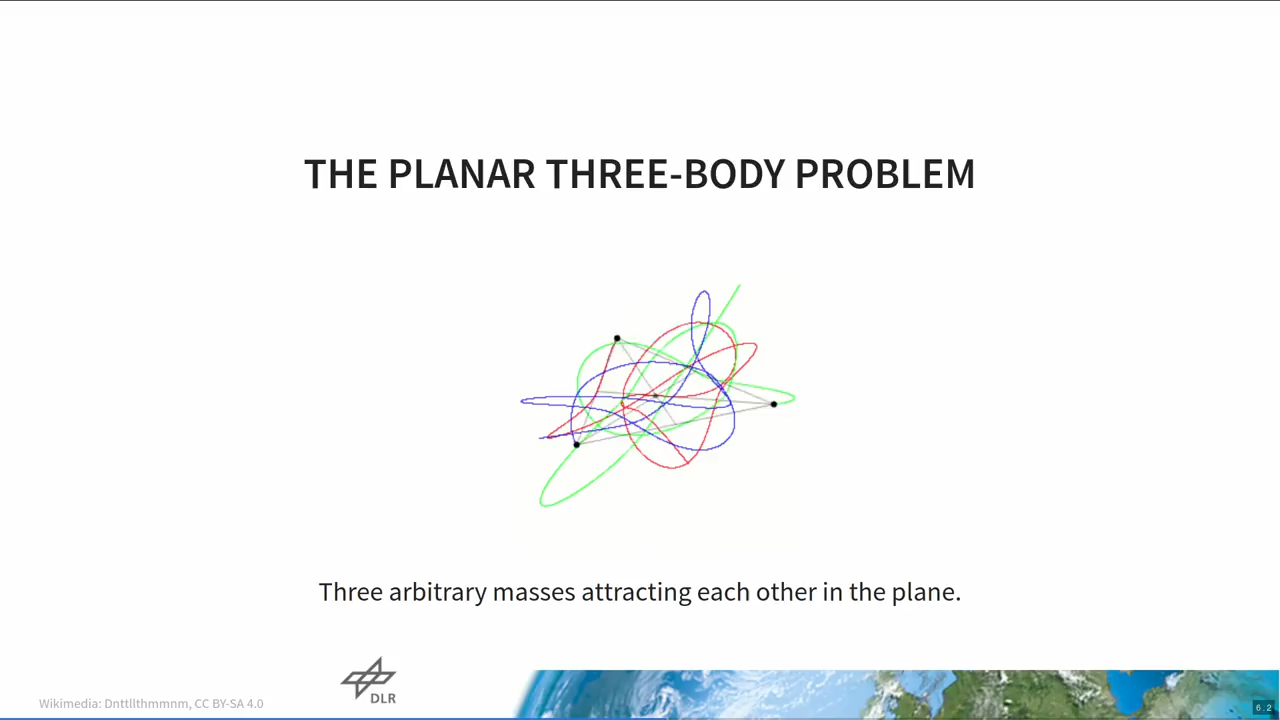 THE PLANAR THREE-BODY PROBLEM
Three arbitrary masses attracting each other in the plane.
DLR
Wikimedia: Dnttllthmmnm, CC BY-SA 4.0
6.2